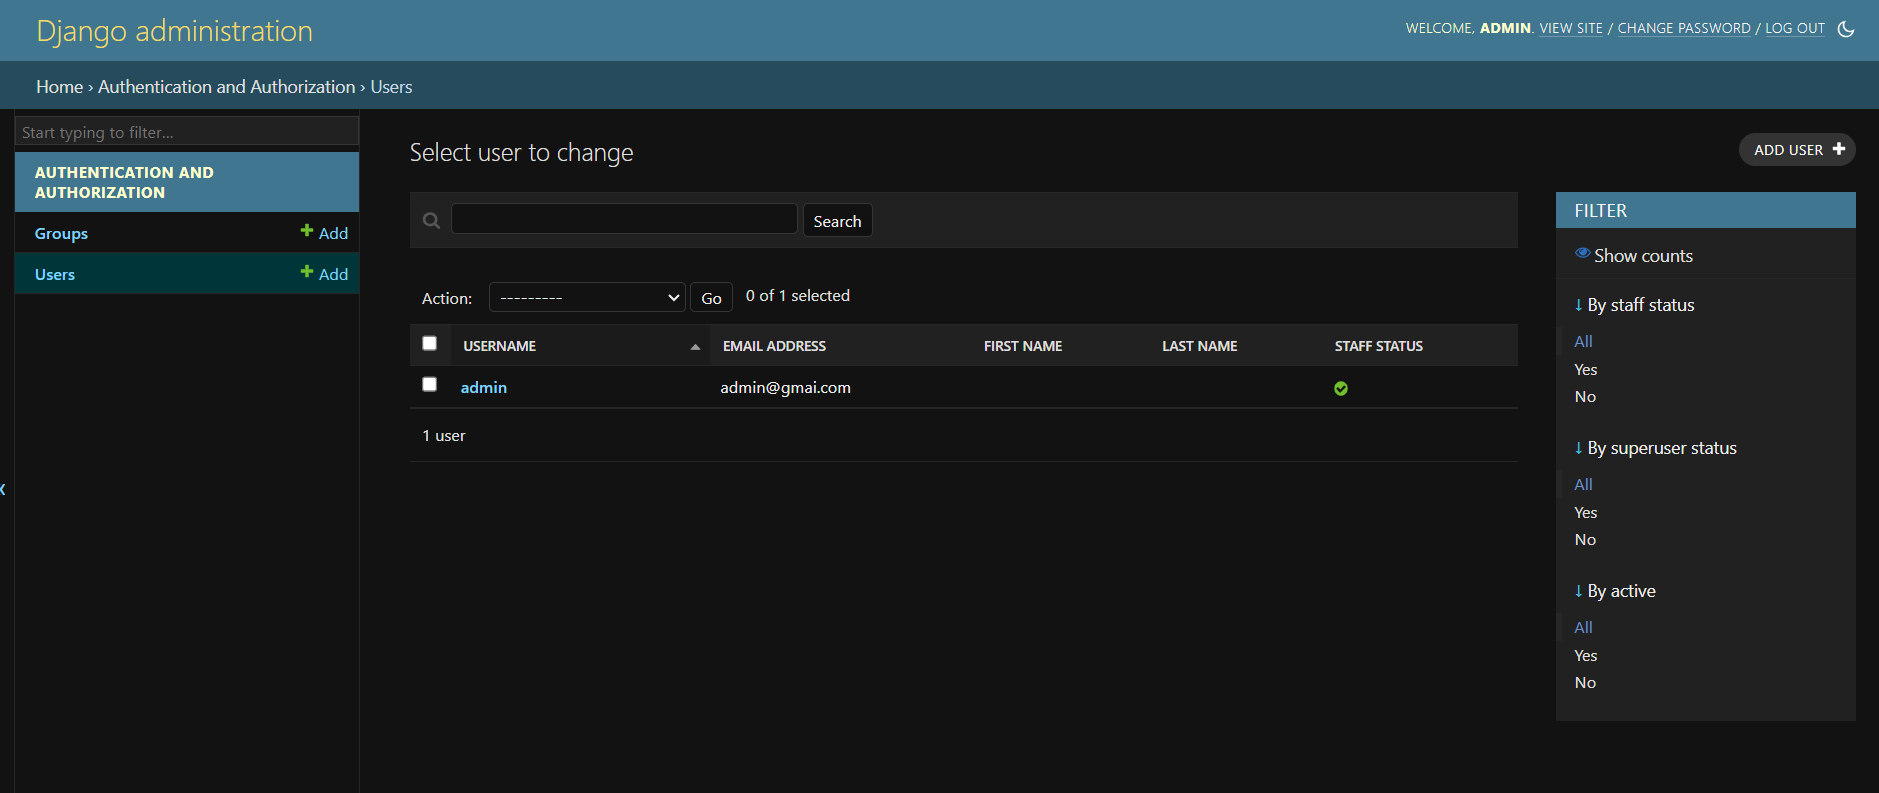 Django administration
WELCOME, ADMIN. VIEW SITE / CHANGE PASSWORD / LOG OUT
Home › Authentication and Authorization › Users
Start typing to filter...
AUTHENTICATION AND
AUTHORIZATION
Groups
Add
Users
Add
Select user to change
ADD USER
Search
Action: --------- Go 0 of 1 selected
USERNAME EMAIL ADDRESS FIRST NAME LAST NAME STAFF STATUS
admin admin@gmai.com
1 user
FILTER
Show counts
↓ By staff status
All
Yes
No
↓ By superuser status
All
Yes
No
↓ By active
All
Yes
No